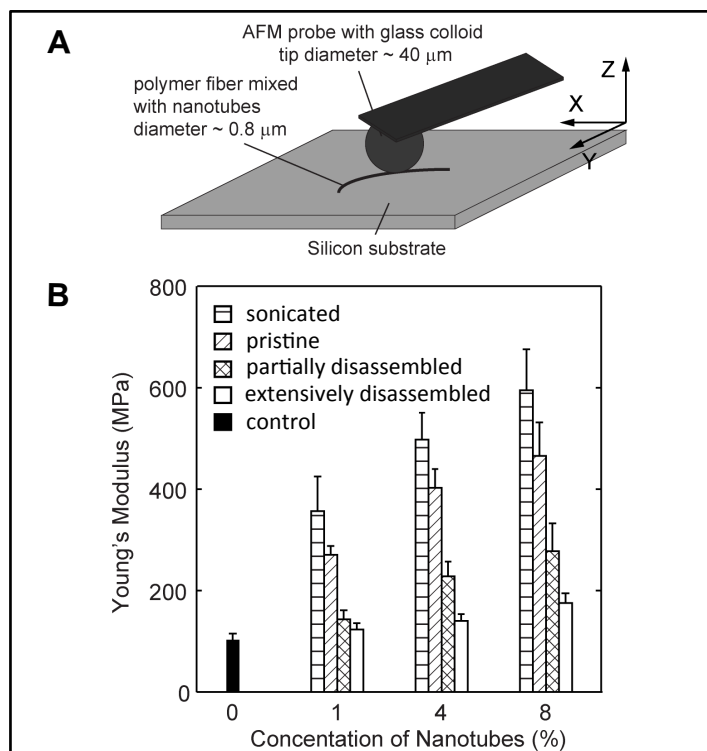 A
AFM probe with glass colloid
tip diameter ~ 40 μm
polymer fiber mixed
with nanotubes
diameter ~ 0.8 μm
Z
X
Y
Silicon substrate
B
800
600
400
200
0
Young's Modulus (MPa)
sonicated
pristine
partially disassembled
extensively disassembled
control
0 1 4 8
Concentation of Nanotubes (%)